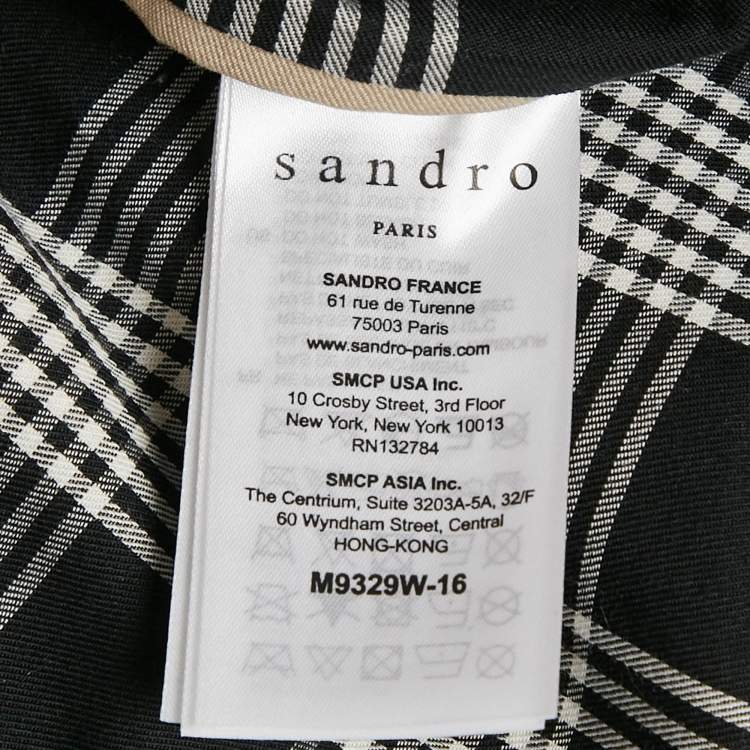 sandro
PARIS
SANDRO FRANCE
61 rue de Turenne
75003 Paris
www.sandro-paris.com
SMCP USA Inc.
10 Crosby Street, 3rd Floor
New York, New York 10013
RN132784
SMCP ASIA Inc.
The Centrium, Suite 3203A-5A, 32/F
60 Wyndham Street, Central
HONG-KONG
M9329W-16